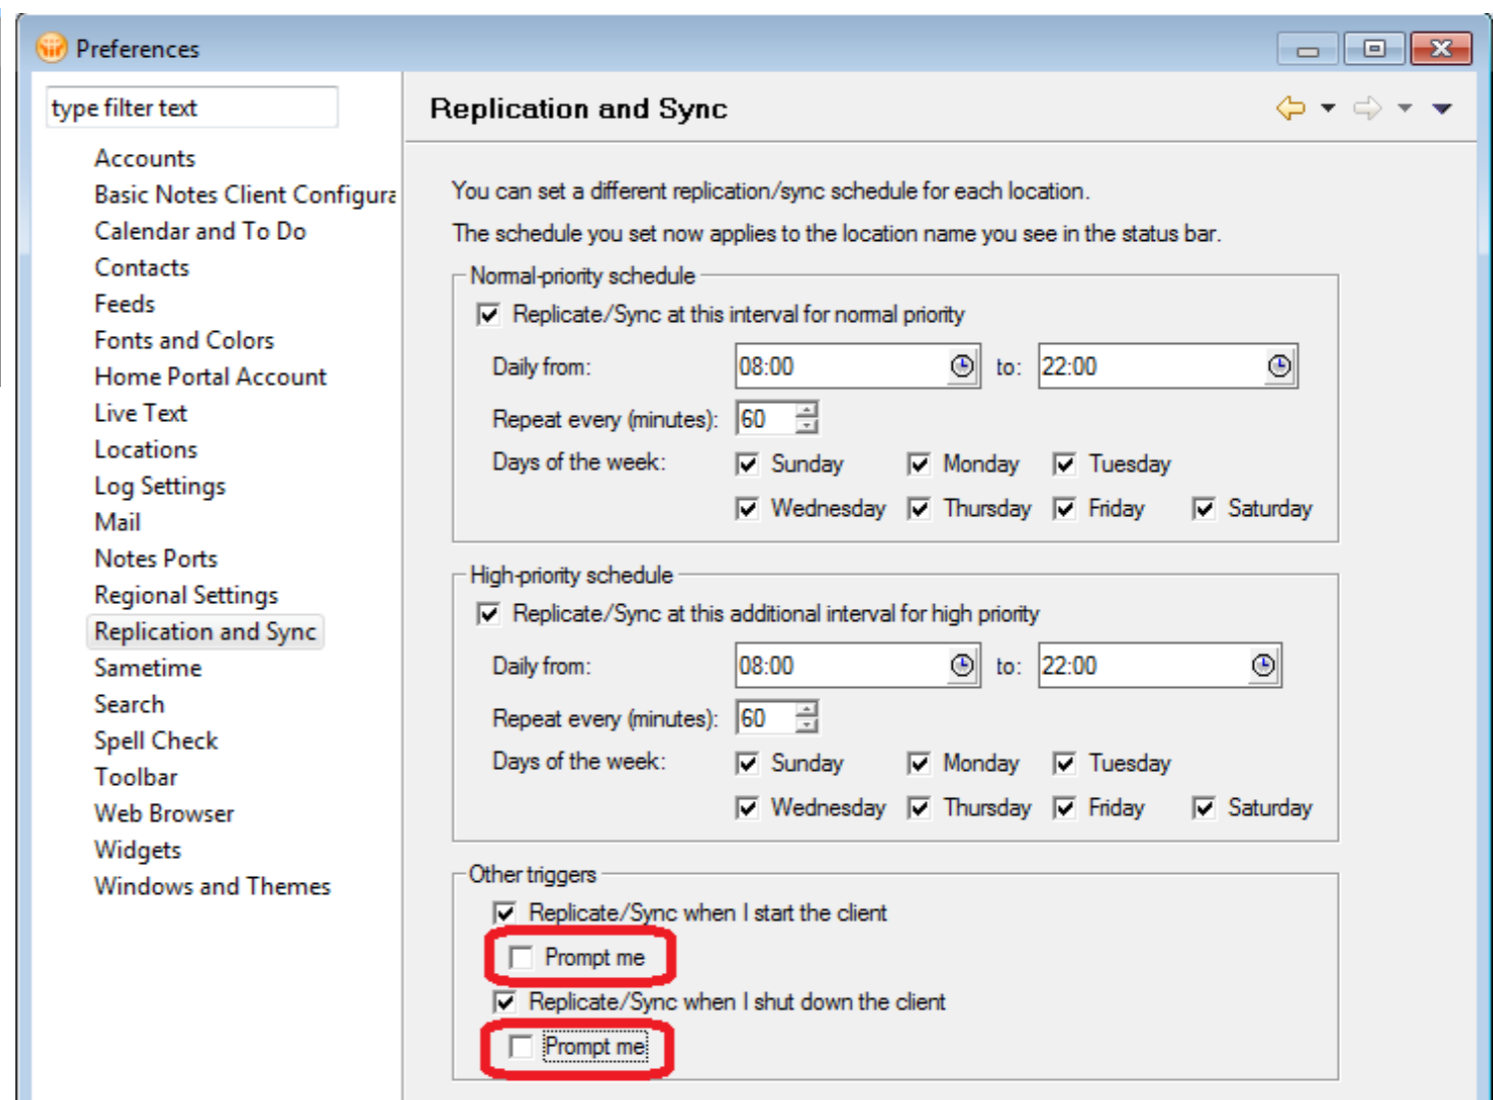 Preferences
type filter text
Accounts
Basic Notes Client Configura
Calendar and To Do
Contacts
Feeds
Fonts and Colors
Home Portal Account
Live Text
Locations
Log Settings
Mail
Notes Ports
Regional Settings
Replication and Sync
Sametime
Search
Spell Check
Toolbar
Web Browser
Widgets
Windows and Themes
Replication and Sync
You can set a different replication/sync schedule for each location.
The schedule you set now applies to the location name you see in the status bar.
Normal-priority schedule
Replicate/Sync at this interval for normal priority
Daily from: 08:00 to: 22:00
Repeat every (minutes): 60
Days of the week: Sunday Monday Tuesday
Wednesday Thursday Friday Saturday
High-priority schedule
Replicate/Sync at this additional interval for high priority
Daily from: 08:00 to: 22:00
Repeat every (minutes): 60
Days of the week: Sunday Monday Tuesday
Wednesday Thursday Friday Saturday
Other triggers
Replicate/Sync when I start the client
Prompt me
Replicate/Sync when I shut down the client
Prompt me